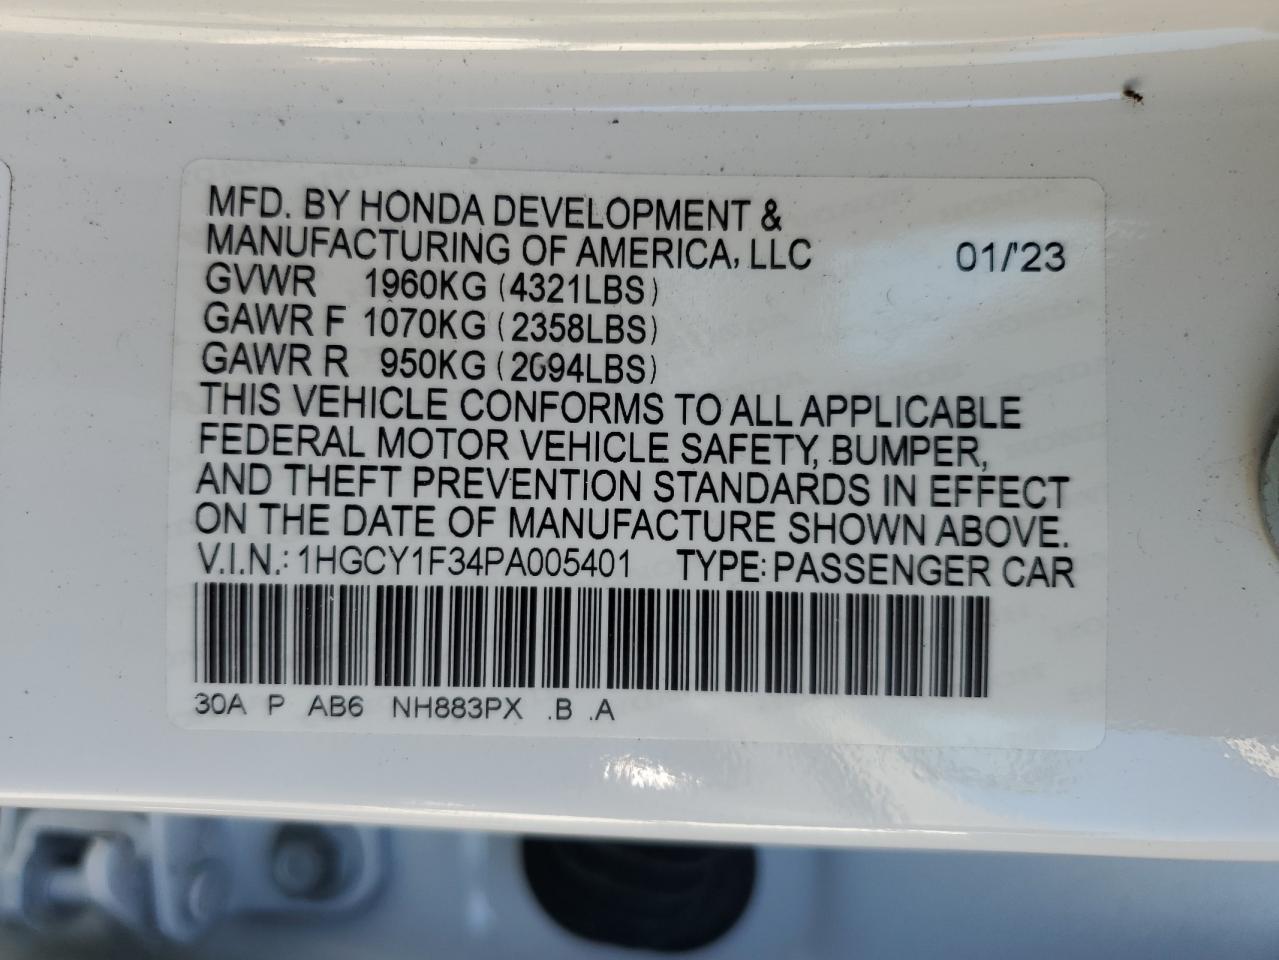 MFD. BY HONDA DEVELOPMENT &
MANUFACTURING OF AMERICA, LLC 01/'23
GVWR 1960KG (4321LBS)
GAWR F 1070KG (2358LBS)
GAWR R 950KG (2094LBS)
THIS VEHICLE CONFORMS TO ALL APPLICABLE
FEDERAL MOTOR VEHICLE SAFETY, BUMPER,
AND THEFT PREVENTION STANDARDS IN EFFECT
ON THE DATE OF MANUFACTURE SHOWN ABOVE.
V.I.N.: 1HGCY1F34PA005401 TYPE: PASSENGER CAR
30A P AB6 NH883PX .B .A